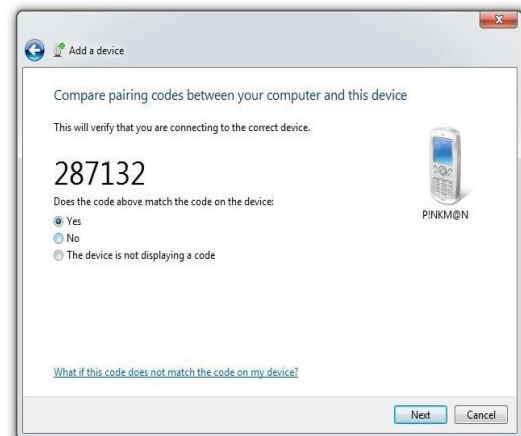 Add a device
Compare pairing codes between your computer and this device
This will verify that you are connecting to the correct device.
287132
Does the code above match the code on the device:
Yes
No
The device is not displaying a code
P!NKM@N
What if this code does not match the code on my device?
Next
Cancel